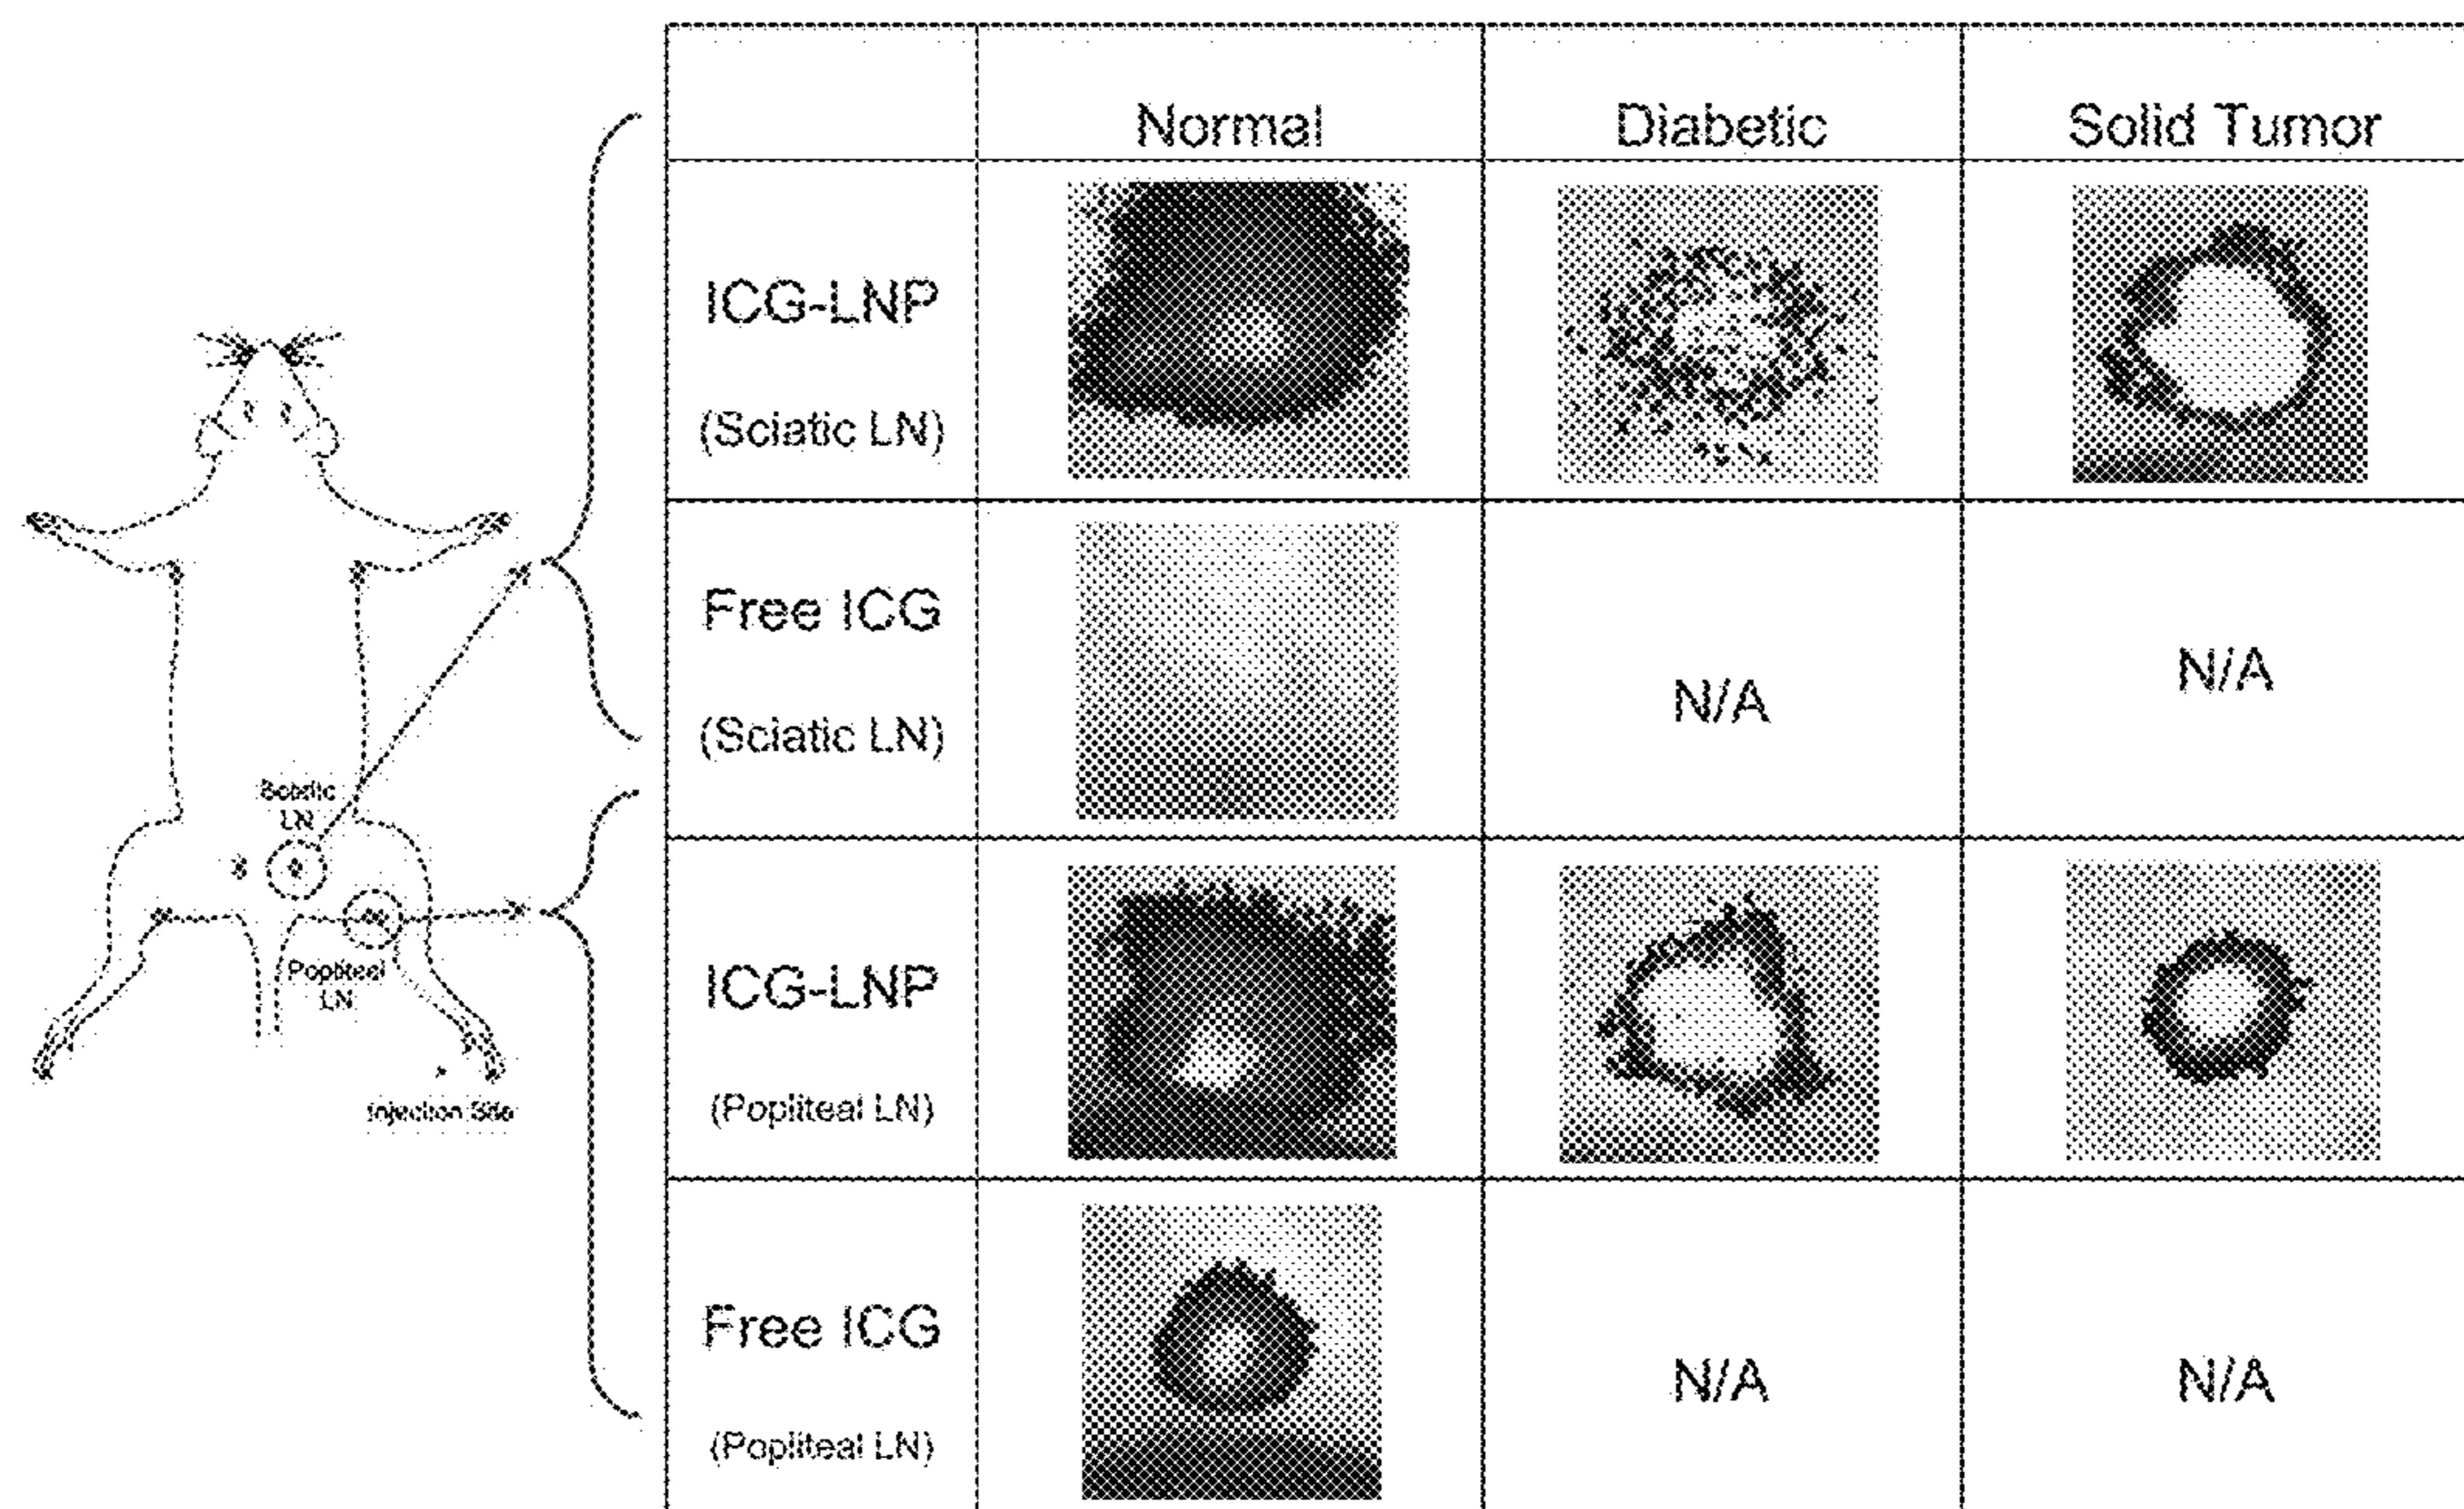 Normal Diabetic Solid Tumor
ICG-LNP
(Sciatic LN)
Free ICG
(Sciatic LN)
N/A
N/A
ICG-LNP
(Popliteal LN)
Free ICG
(Popliteal LN)
N/A
N/A
Sciatic
LN
Popliteal
LN
Injection Site